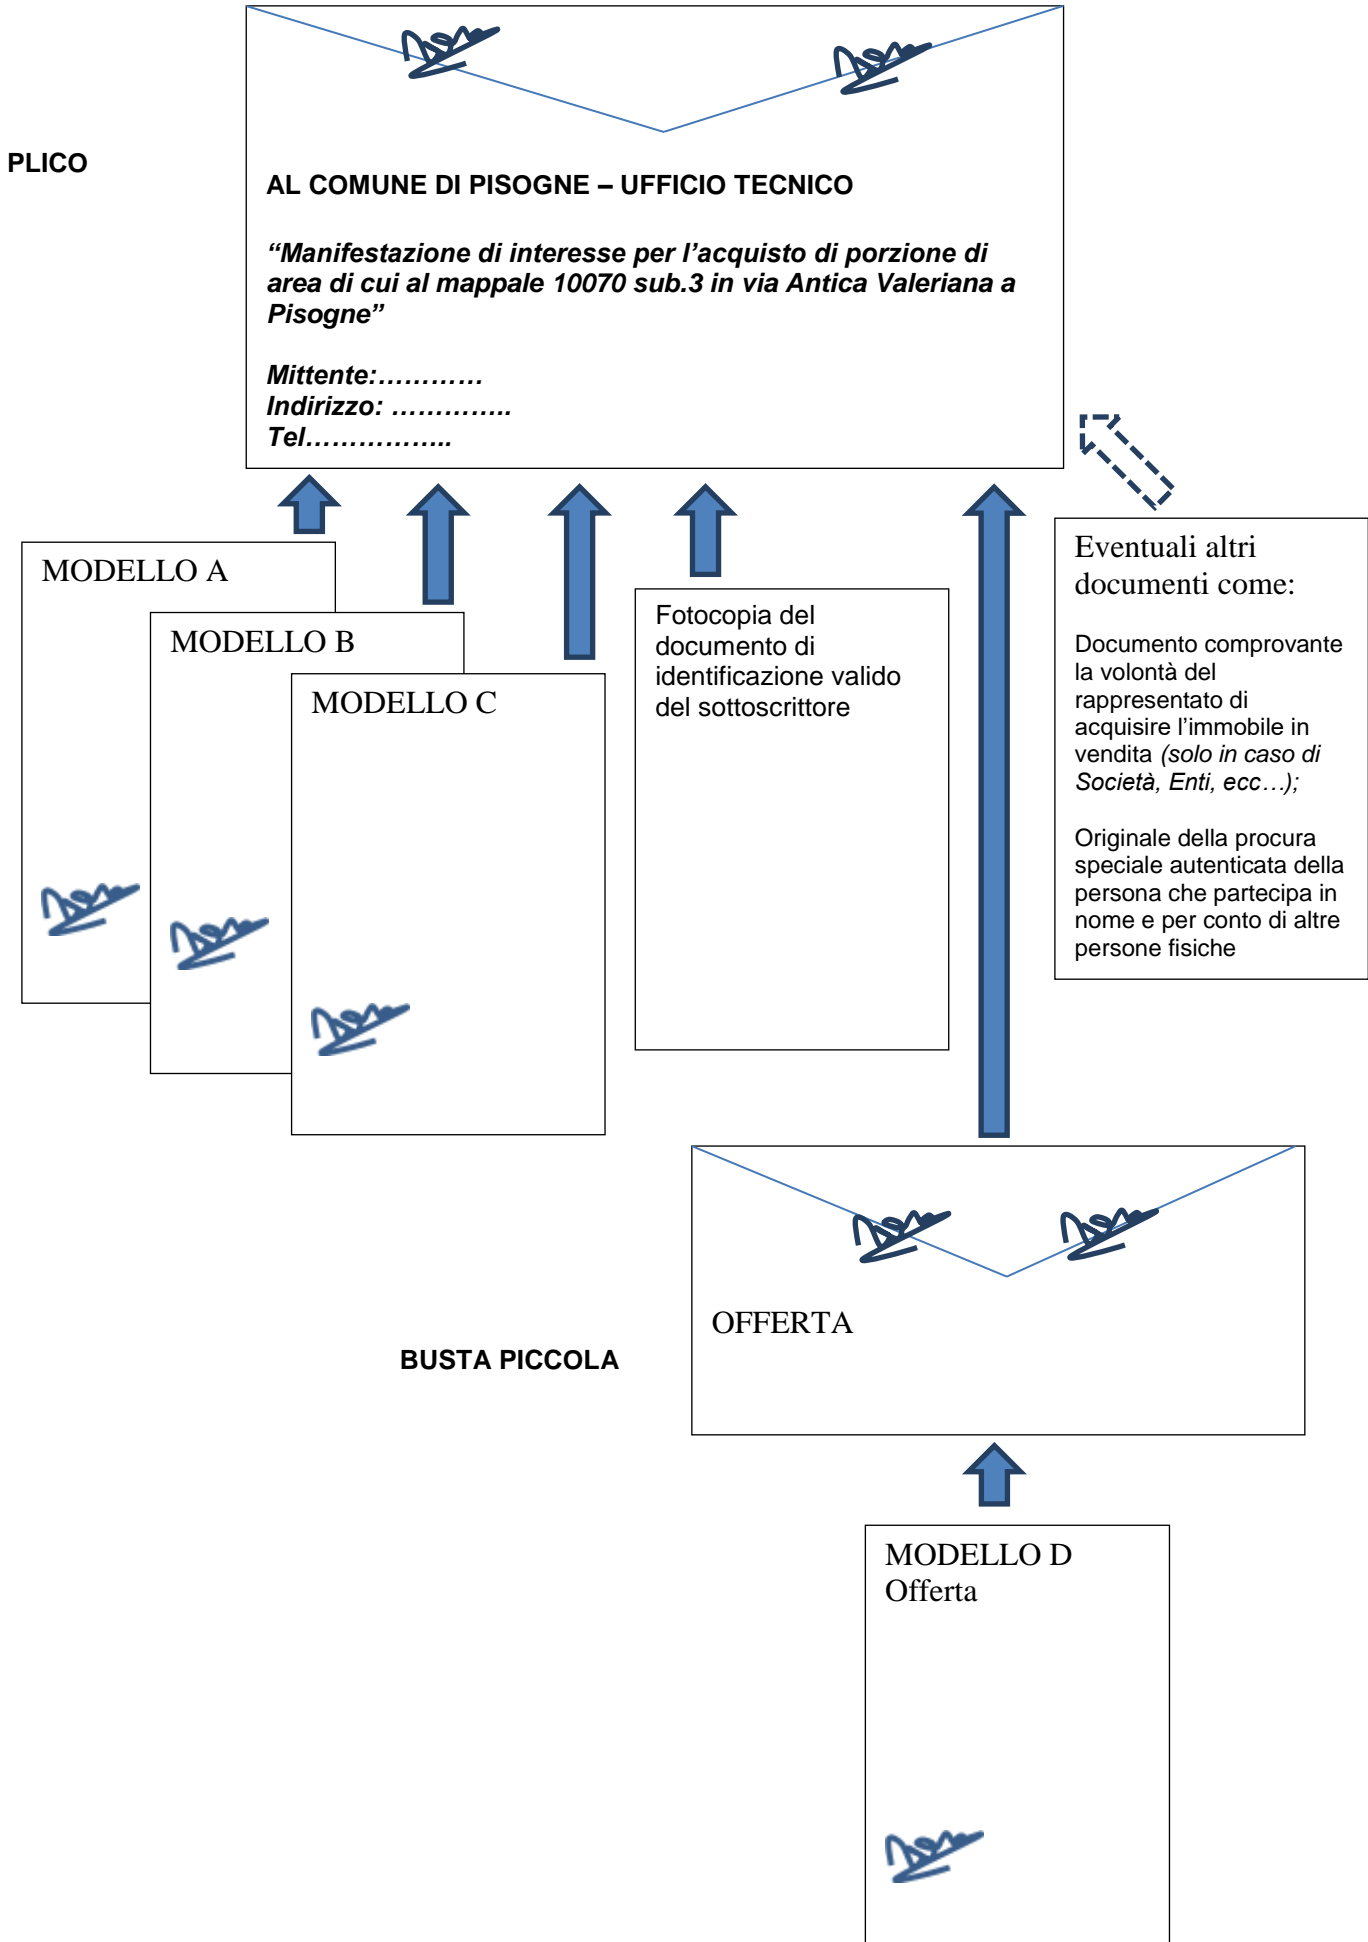 PLICO
AL COMUNE DI PISOGNE – UFFICIO TECNICO
“Manifestazione di interesse per l’acquisto di porzione di
area di cui al mappale 10070 sub.3 in via Antica Valeriana a
Pisogne”
Mittente:…………
Indirizzo: …………..
Tel……………..
MODELLO A
MODELLO B
MODELLO C
Fotocopia del
documento di
identificazione valido
del sottoscrittore
Eventuali altri
documenti come:
Documento comprovante
la volontà del
rappresentato di
acquisire l’immobile in
vendita (solo in caso di
Società, Enti, ecc…);
Originale della procura
speciale autenticata della
persona che partecipa in
nome e per conto di altre
persone fisiche
OFFERTA
BUSTA PICCOLA
MODELLO D
Offerta